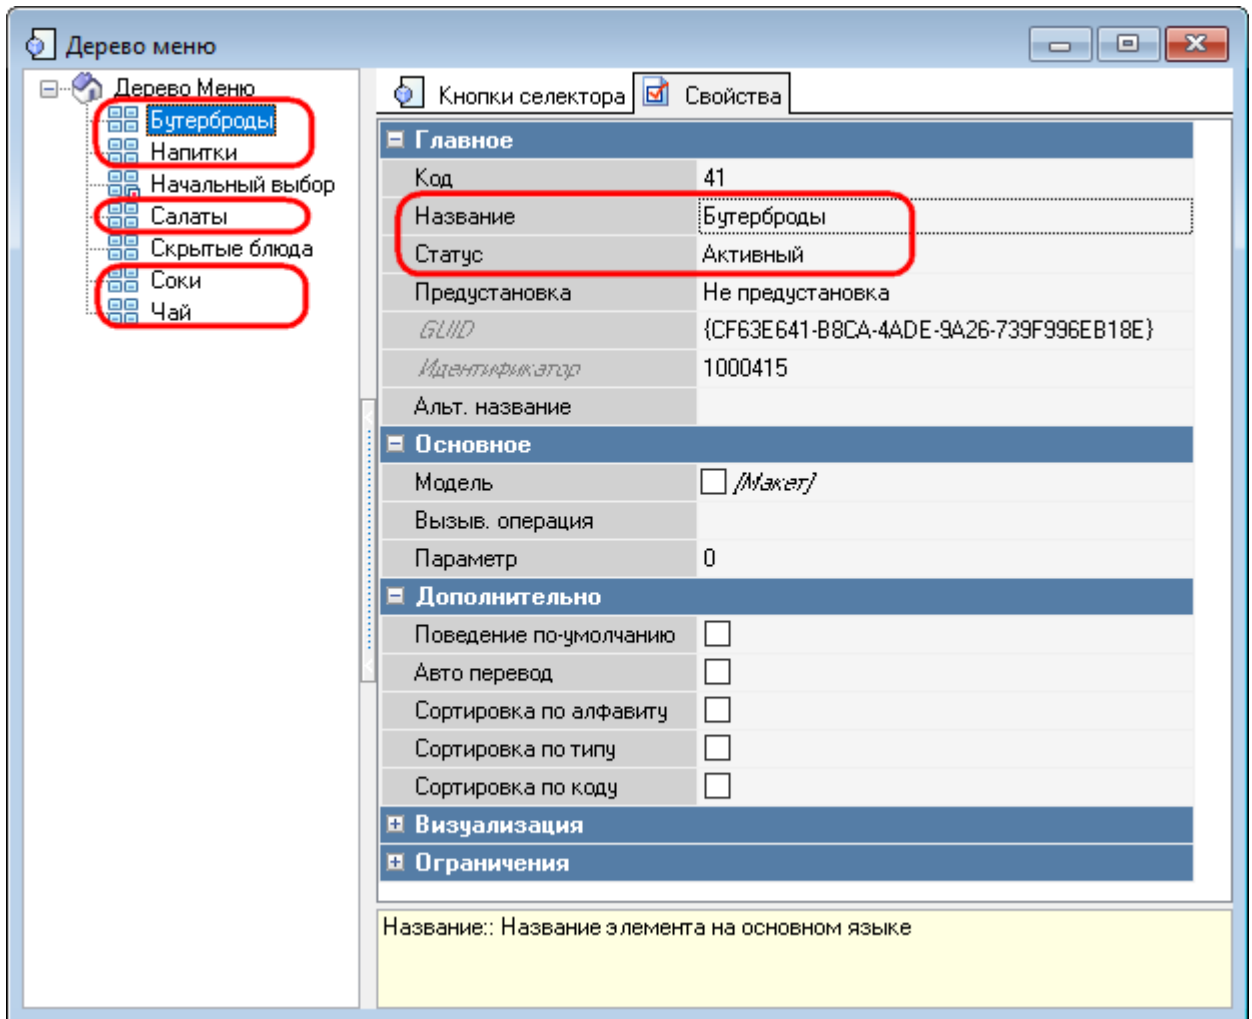 Дерево меню
Дерево Меню
Бутерброды
Напитки
Начальный выбор
Салаты
Скрытые блюда
Соки
Чай
Кнопки селектора Свойства
Главное
Код 41
Название Бутерброды
Статус Активный
Предустановка Не предустановка
GUID {CF63E641-B8CA-4ADE-9A26-739F996EB18E}
Идентификатор 1000415
Альт. название
Основное
Модель [Макет]
Вызыв. операция
Параметр 0
Дополнительно
Поведение по-умолчанию
Авто перевод
Сортировка по алфавиту
Сортировка по типу
Сортировка по коду
Визуализация
Ограничения
Название:: Название элемента на основном языке